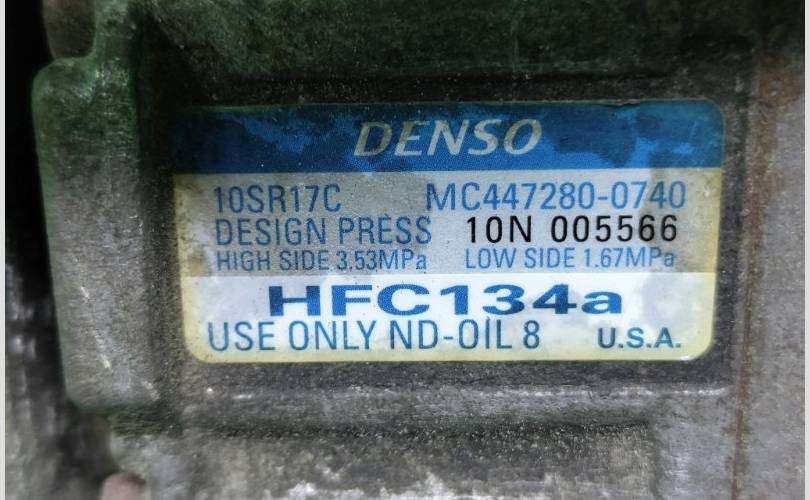 DENSO
10SR17C MC447280-0740
DESIGN PRESS 10N 005566
HIGH SIDE 3.53MPa LOW SIDE 1.67MPa
HFC134a
USE ONLY ND-OIL 8 U.S.A.